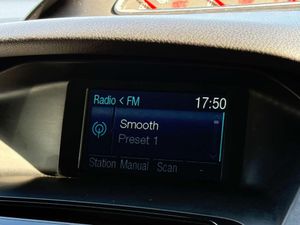 Radio < FM 17:50
Smooth
Preset 1
Station Manual Scan